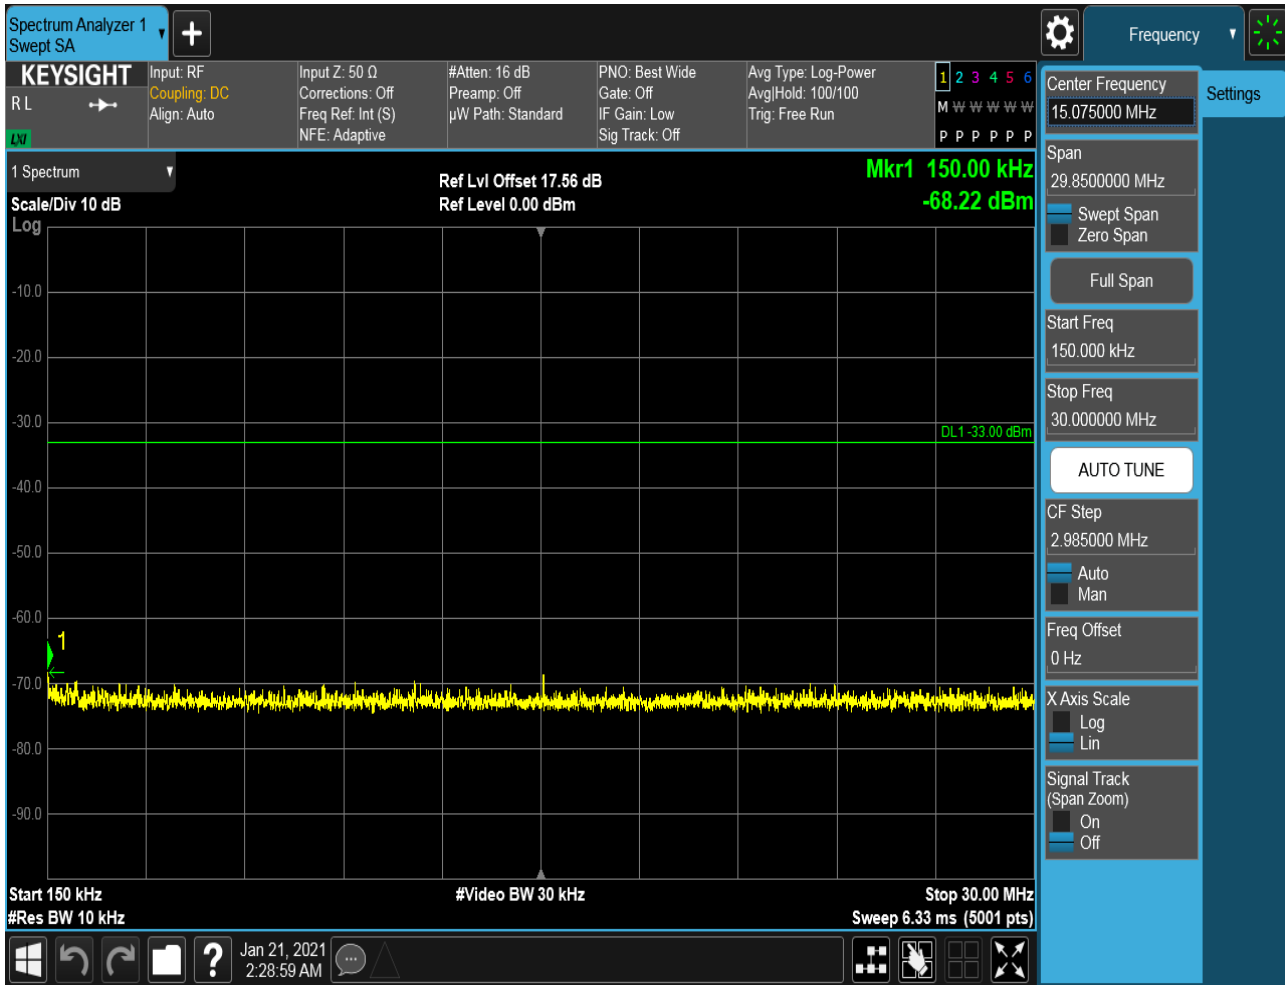 Spectrum Analyzer 1
Swept SA
Frequency
KEYSIGHT
R L
LXI
Input: RF
Coupling: DC
Align: Auto
Input Z: 50 Ω
Corrections: Off
Freq Ref: Int (S)
NFE: Adaptive
#Atten: 16 dB
Preamp: Off
µW Path: Standard
PNO: Best Wide
Gate: Off
IF Gain: Low
Sig Track: Off
Avg Type: Log-Power
Avg|Hold: 100/100
Trig: Free Run
1 2 3 4 5 6
M W W W W W
P P P P P P
1 Spectrum
Scale/Div 10 dB
Log
Ref Lvl Offset 17.56 dB
Ref Level 0.00 dBm
Mkr1 150.00 kHz
-68.22 dBm
-10.0
-20.0
-30.0
DL1 -33.00 dBm
-40.0
-50.0
-60.0
1
-70.0
-80.0
-90.0
Start 150 kHz
#Video BW 30 kHz
Stop 30.00 MHz
#Res BW 10 kHz
Sweep 6.33 ms (5001 pts)
Jan 21, 2021
2:28:59 AM
Center Frequency
15.075000 MHz
Settings
Span
29.8500000 MHz
Swept Span
Zero Span
Full Span
Start Freq
150.000 kHz
Stop Freq
30.000000 MHz
AUTO TUNE
CF Step
2.985000 MHz
Auto
Man
Freq Offset
0 Hz
X Axis Scale
Log
Lin
Signal Track
(Span Zoom)
On
Off